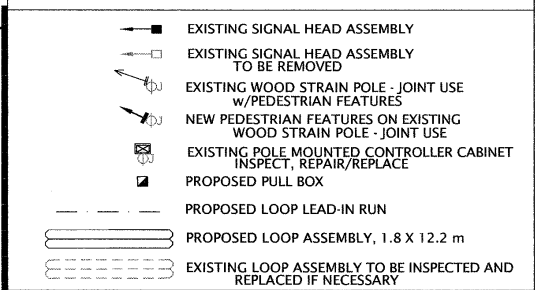 EXISTING SIGNAL HEAD ASSEMBLY
EXISTING SIGNAL HEAD ASSEMBLY
TO BE REMOVED
EXISTING WOOD STRAIN POLE - JOINT USE
w/PEDESTRIAN FEATURES
NEW PEDESTRIAN FEATURES ON EXISTING
WOOD STRAIN POLE - JOINT USE
EXISTING POLE MOUNTED CONTROLLER CABINET
INSPECT, REPAIR/REPLACE
PROPOSED PULL BOX
PROPOSED LOOP LEAD-IN RUN
PROPOSED LOOP ASSEMBLY, 1.8 X 12.2 m
EXISTING LOOP ASSEMBLY TO BE INSPECTED AND
REPLACED IF NECESSARY